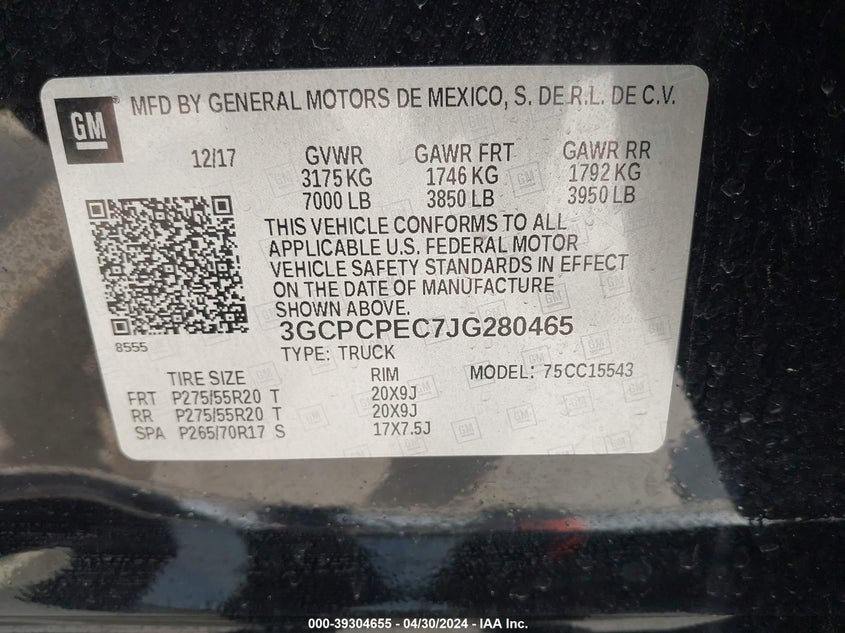 GM
MFD BY GENERAL MOTORS DE MEXICO, S. DE R.L. DE C.V.
12/17 GVWR GAWR FRT GAWR RR
3175 KG 1746 KG 1792 KG
7000 LB 3850 LB 3950 LB
THIS VEHICLE CONFORMS TO ALL
APPLICABLE U.S. FEDERAL MOTOR
VEHICLE SAFETY STANDARDS IN EFFECT
ON THE DATE OF MANUFACTURE
SHOWN ABOVE.
8555 3GCPCPEC7JG280465
TYPE: TRUCK
TIRE SIZE RIM MODEL: 75CC15543
FRT P275/55R20 T 20X9J
RR P275/55R20 T 20X9J
SPA P265/70R17 S 17X7.5J
000-39304655 - 04/30/2024 - IAA Inc.